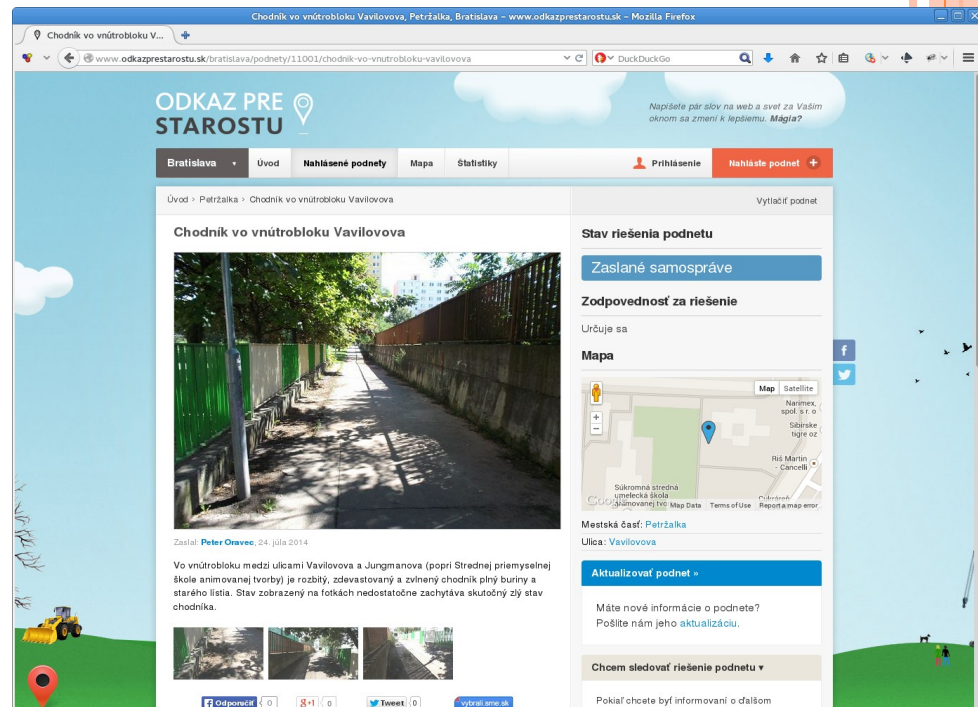 Chodník vo vnútrobloku Vavilovova, Petržalka, Bratislava – www.odkazprestarostu.sk – Mozilla Firefox
Chodník vo vnútrobloku V...
www.odkazprestarostu.sk/bratislava/podnety/11001/chodnik-vo-vnutrobloku-vavilovova
DuckDuckGo
ODKAZ PRE
STAROSTU
Napíšete pár slov na web a svet za Vaším
oknom sa zmení k lepšiemu. Mágia?
Bratislava Úvod Nahlásené podnety Mapa Štatistiky Prihlásenie Nahláste podnet +
Úvod > Petržalka > Chodník vo vnútrobloku Vavilovova
Vytlačiť podnet
Chodník vo vnútrobloku Vavilovova
Zaslal: Peter Oravec, 24. júla 2014
Vo vnútrobloku medzi ulicami Vavilovova a Jungmanova (popri Strednej priemyselnej
škole animovanej tvorby) je rozbitý, zdevastovaný a zvlnený chodník plný buriny a
starého lístia. Stav zobrazený na fotkách nedostatočne zachytáva skutočný zlý stav
chodníka.
Odporučiť 0
g+1 0
Tweet 0
vybrali.sme.sk
Stav riešenia podnetu
Zaslané samospráve
Zodpovednosť za riešenie
Určuje sa
Mapa
Map Satellite
Narimex,
spol. s r. o
Sibírske
tigre oz
Riš Martin
- Cancelli
Súkromná stredná
umelecká škola
animovanej tvo
Google
Map Data Terms of Use Report a map error
Mestská časť: Petržalka
Ulica: Vavilovova
Aktualizovať podnet »
Máte nové informácie o podnete?
Pošlite nám jeho aktualizáciu.
Chcem sledovať riešenie podnetu ▾
Pokiaľ chcete byť informovaní o ďalšom